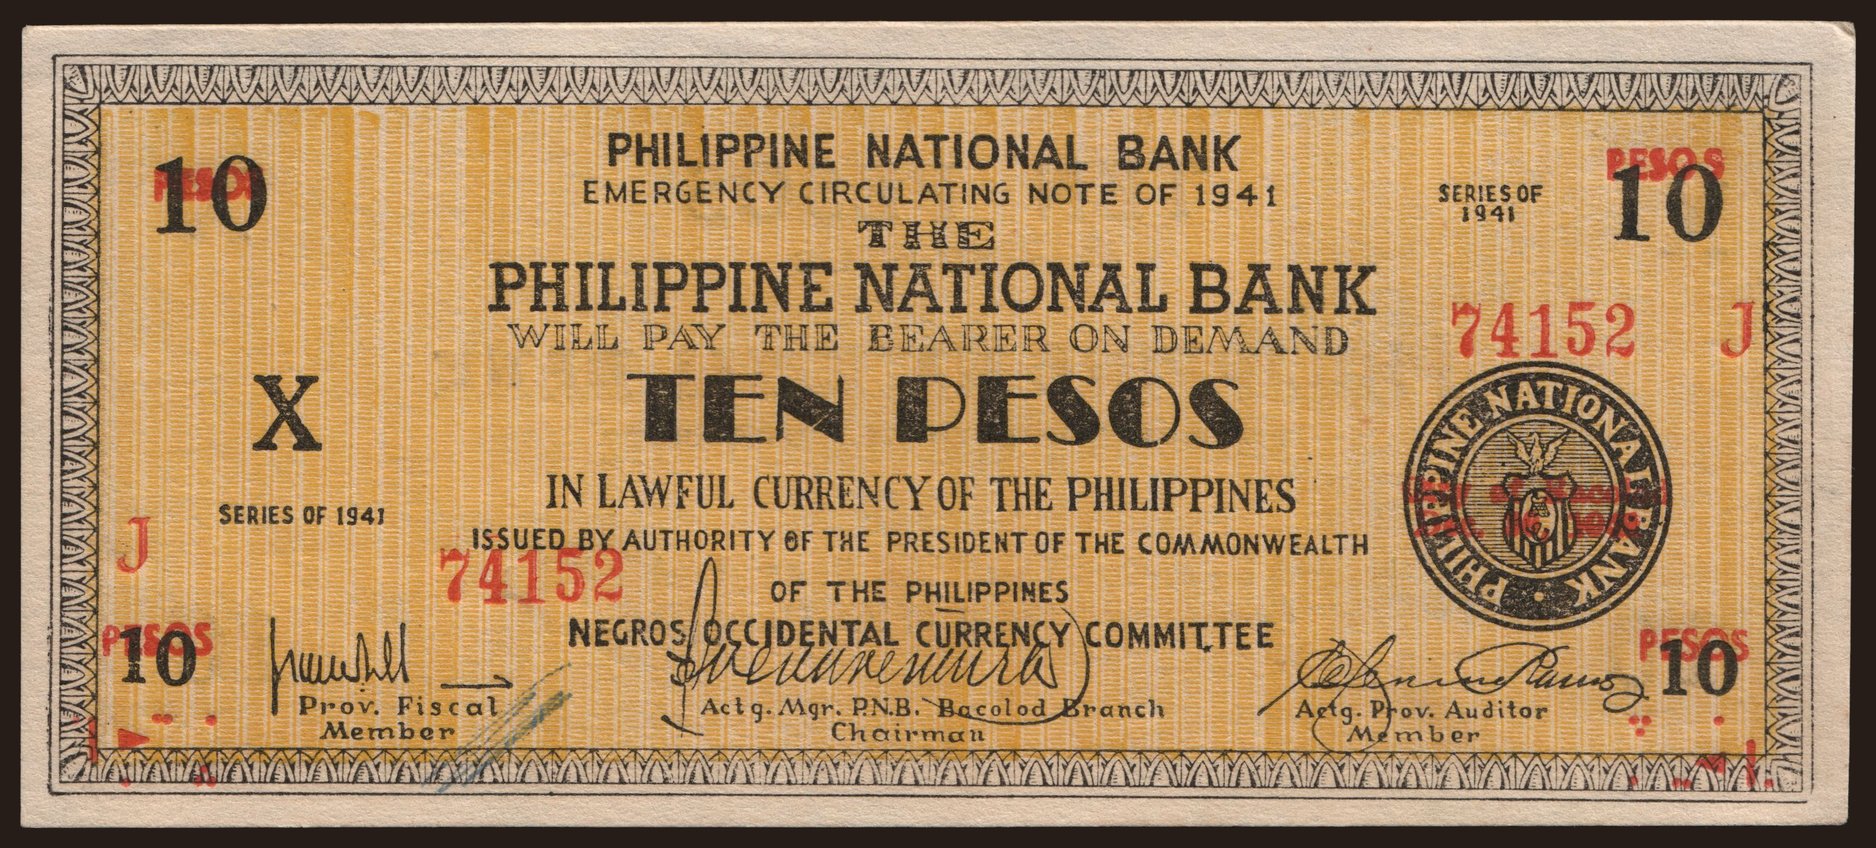 PHILIPPINE NATIONAL BANK
EMERGENCY CIRCULATING NOTE OF 1941
PESOS
10
SERIES OF
1941
PESOS
10
THE
PHILIPPINE NATIONAL BANK
WILL PAY THE BEARER ON DEMAND
74152 J
X
TEN PESOS
PHILIPPINE NATIONAL BANK
IN LAWFUL CURRENCY OF THE PHILIPPINES
SERIES OF 1941
ISSUED BY AUTHORITY OF THE PRESIDENT OF THE COMMONWEALTH
J
74152
OF THE PHILIPPINES
NEGROS OCCIDENTAL CURRENCY COMMITTEE
PESOS
10
PESOS
10
Prov. Fiscal
Member
Actg. Mgr. P.N.B. Bacolod Branch
Chairman
Actg. Prov. Auditor
Member